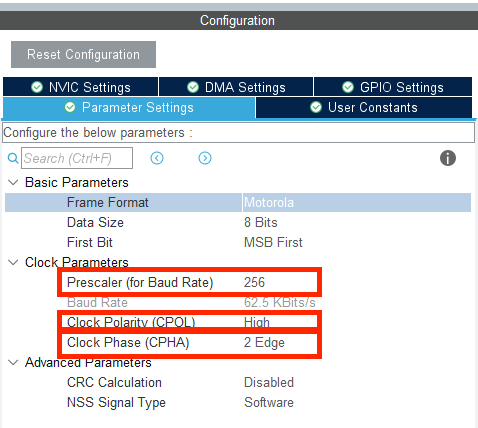 Configuration
Reset Configuration
NVIC Settings DMA Settings GPIO Settings
Parameter Settings User Constants
Configure the below parameters :
Search (Ctrl+F)
Basic Parameters
Frame Format Motorola
Data Size 8 Bits
First Bit MSB First
Clock Parameters
Prescaler (for Baud Rate) 256
Baud Rate 62.5 KBits/s
Clock Polarity (CPOL) High
Clock Phase (CPHA) 2 Edge
Advanced Parameters
CRC Calculation Disabled
NSS Signal Type Software